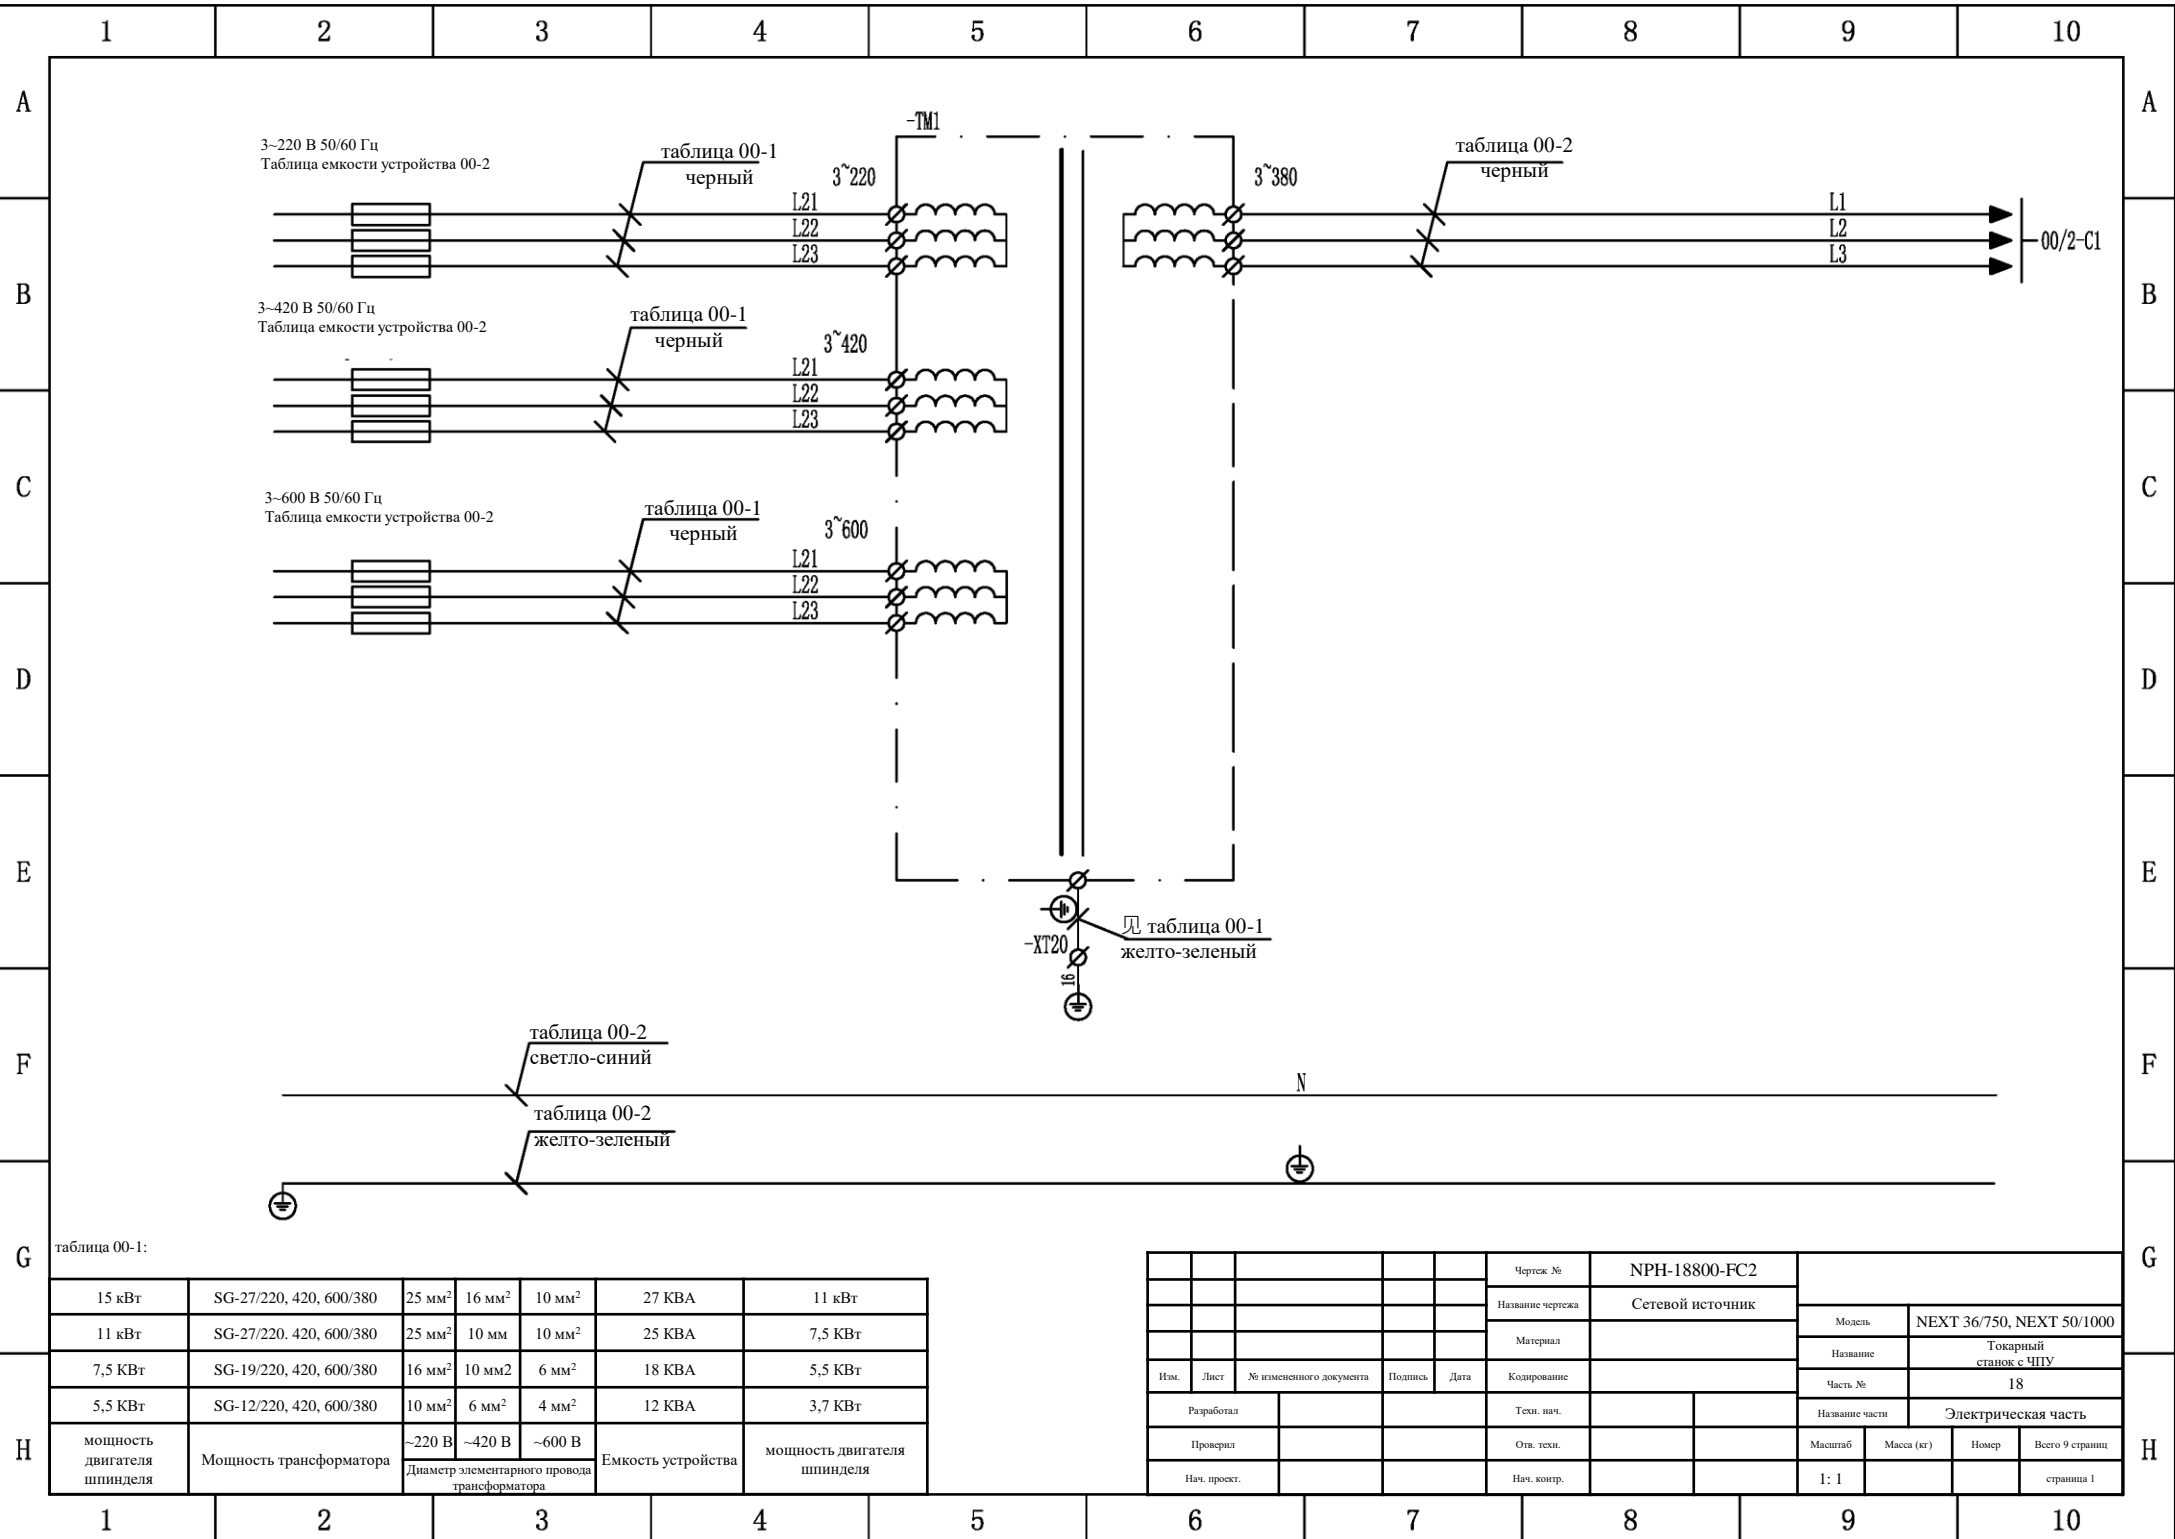 1 2 3 4 5 6 7 8 9 10
A A
-TM1
3~220 В 50/60 Гц
Таблица емкости устройства 00-2
таблица 00-1
черный
3~220
3~380
таблица 00-2
черный
L21
L22
L23
L1
L2
L3
00/2-C1
B B
3~420 В 50/60 Гц
Таблица емкости устройства 00-2
таблица 00-1
черный
3~420
L21
L22
L23
C C
3~600 В 50/60 Гц
Таблица емкости устройства 00-2
таблица 00-1
черный
3~600
L21
L22
L23
D D
E E
见 таблица 00-1
желто-зеленый
-XT20
16
F F
таблица 00-2
светло-синий
N
таблица 00-2
желто-зеленый
G G
таблица 00-1:
15 кВт SG-27/220, 420, 600/380 25 мм² 16 мм² 10 мм² 27 КВА 11 кВт
11 кВт SG-27/220. 420, 600/380 25 мм² 10 мм 10 мм² 25 КВА 7,5 КВт
7,5 КВт SG-19/220, 420, 600/380 16 мм² 10 мм2 6 мм² 18 КВА 5,5 КВт
5,5 КВт SG-12/220, 420, 600/380 10 мм² 6 мм² 4 мм² 12 КВА 3,7 КВт
мощность
двигателя
шпинделя
Мощность трансформатора
~220 В ~420 В ~600 В
Диаметр элементарного провода
трансформатора
Емкость устройства
мощность двигателя
шпинделя
Чертеж № NPH-18800-FC2
Название чертежа Сетевой источник
Материал
Изм. Лист № измененного документа Подпись Дата Кодирование
Разработал Техн. нач.
Проверил Отв. техн.
Нач. проект. Нач. контр.
Модель NEXT 36/750, NEXT 50/1000
Название Токарный
станок с ЧПУ
Часть № 18
Название части Электрическая часть
Масштаб Масса (кг) Номер Всего 9 страниц
1: 1 страница 1
H H
1 2 3 4 5 6 7 8 9 10